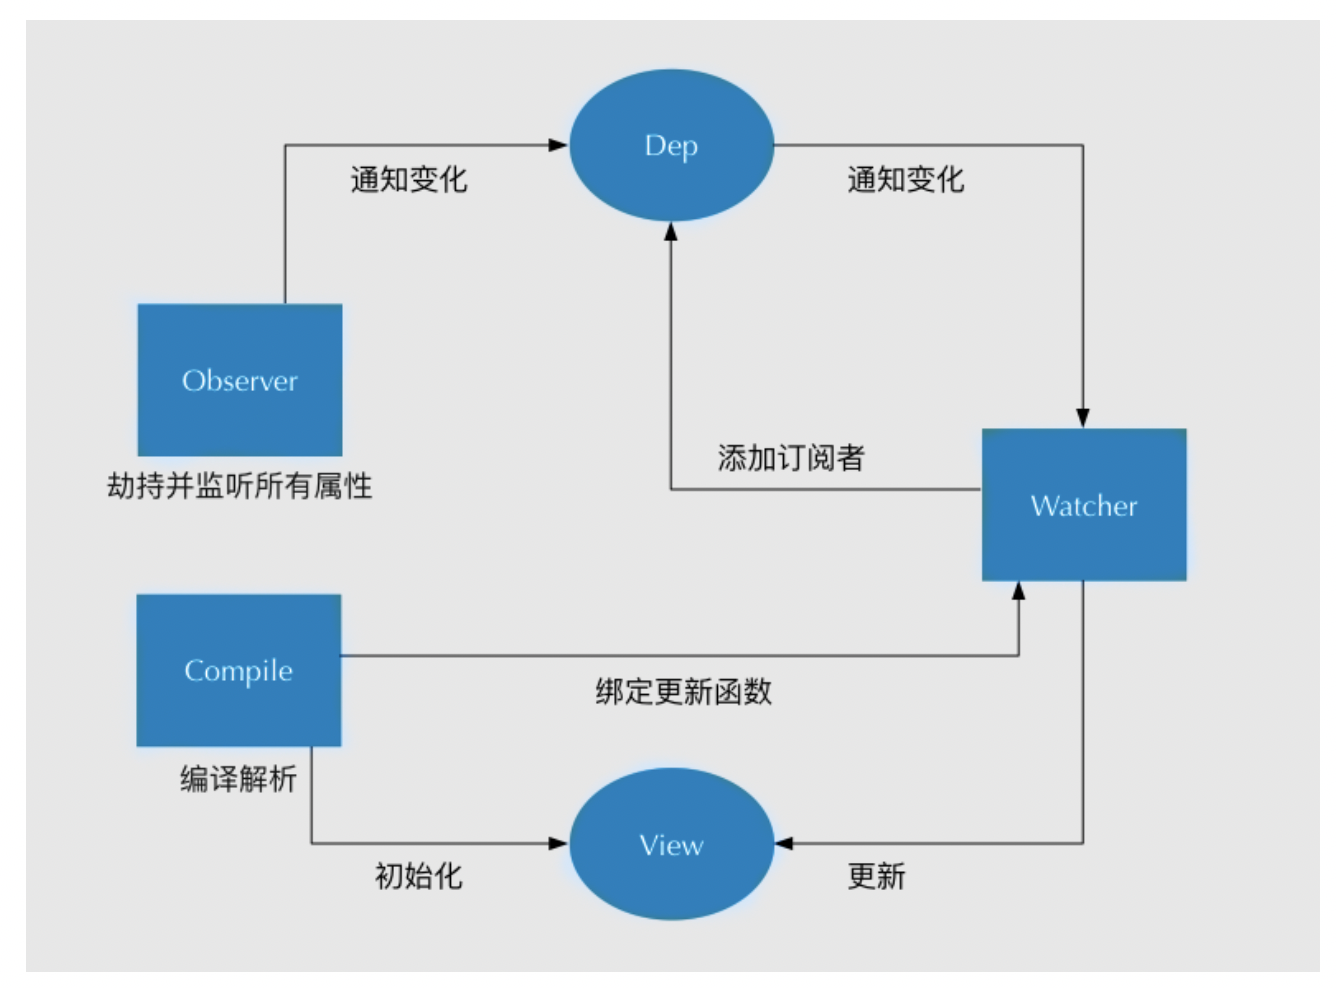 Dep
通知变化
通知变化
Observer
劫持并监听所有属性
添加订阅者
Watcher
Compile
绑定更新函数
编译解析
View
初始化
更新